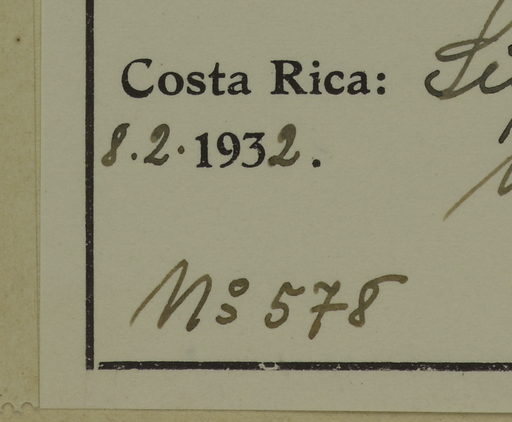 Costa Rica:
8.2.1932.
No 578